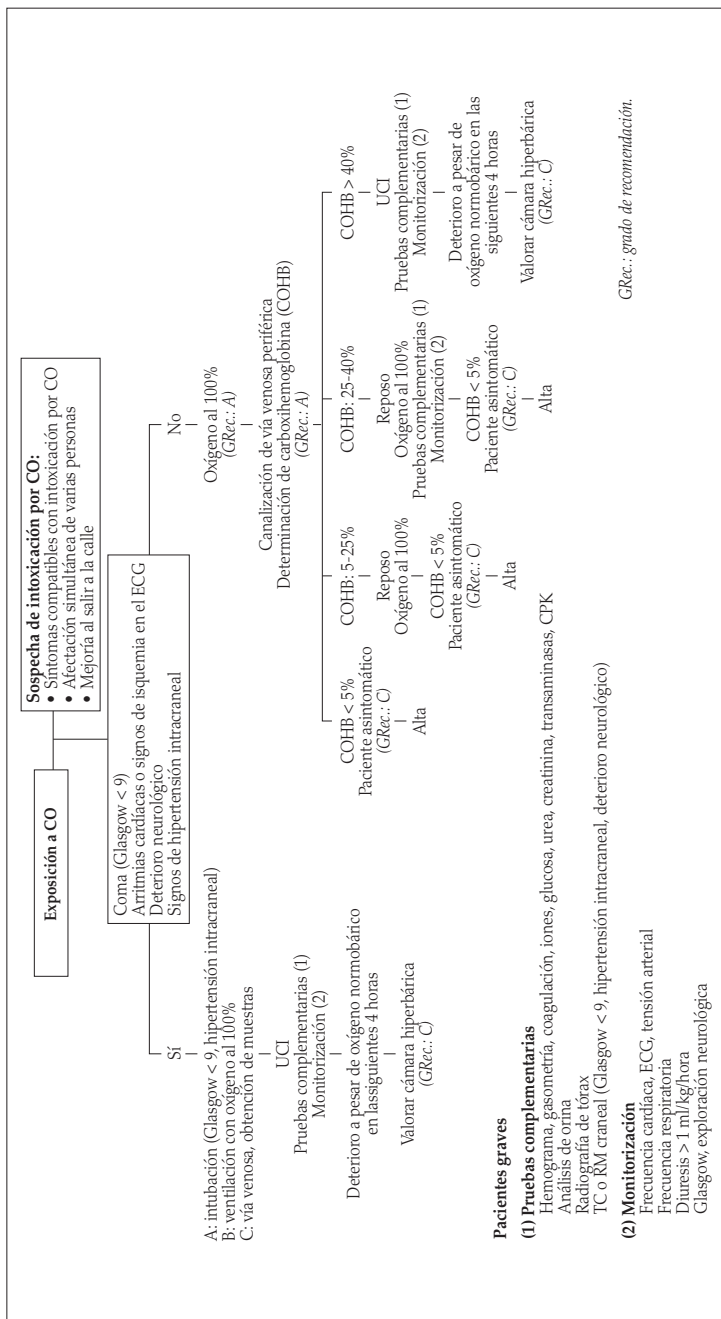 Exposición a CO
Sospecha de intoxicación por CO:
• Síntomas compatibles con intoxicación por CO
• Afectación simultánea de varias personas
• Mejoría al salir a la calle
Coma (Glasgow < 9)
Arritmias cardíacas o signos de isquemia en el ECG
Deterioro neurológico
Signos de hipertensión intracraneal
Sí
A: intubación (Glasgow < 9, hipertensión intracraneal)
B: ventilación con oxígeno al 100%
C: vía venosa, obtención de muestras
UCI
Pruebas complementarias (1)
Monitorización (2)
Deterioro a pesar de oxígeno normobárico
en lassiguientes 4 horas
Valorar cámara hiperbárica
(GRec.: C)
No
Oxígeno al 100%
(GRec.: A)
Canalización de vía venosa periférica
Determinación de carboxihemoglobina (COHB)
(GRec.: A)
COHB < 5%
Paciente asintomático
(GRec.: C)
Alta
COHB: 5-25%
Reposo
Oxígeno al 100%
COHB < 5%
Paciente asintomático
(GRec.: C)
Alta
COHB: 25-40%
Reposo
Oxígeno al 100%
Pruebas complementarias (1)
Monitorización (2)
COHB < 5%
Paciente asintomático
(GRec.: C)
Alta
COHB > 40%
UCI
Pruebas complementarias (1)
Monitorización (2)
Deterioro a pesar de
oxígeno normobárico en las
siguientes 4 horas
Valorar cámara hiperbárica
(GRec.: C)
Pacientes graves
(1) Pruebas complementarias
Hemograma, gasometría, coagulación, iones, glucosa, urea, creatinina, transaminasas, CPK
Análisis de orina
Radiografía de tórax
TC o RM craneal (Glasgow < 9, hipertensión intracraneal, deterioro neurológico)
(2) Monitorización
Frecuencia cardíaca, ECG, tensión arterial
Frecuencia respiratoria
Diuresis > 1 ml/kg/hora
Glasgow, exploración neurológica
GRec.: grado de recomendación.